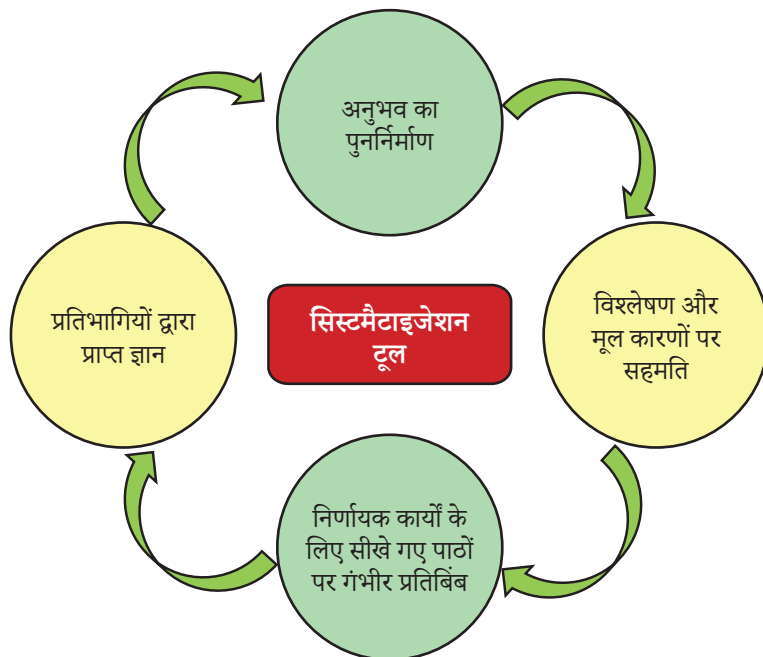 अनुभव का
पुनर्निर्माण
विश्लेषण और
मूल कारणों पर
सहमति
निर्णायक कार्यों के
लिए सीखे गए पाठों
पर गंभीर प्रतिबिंब
प्रतिभागियों द्वारा
प्राप्त ज्ञान
सिस्टमैटाइजेशन
टूल